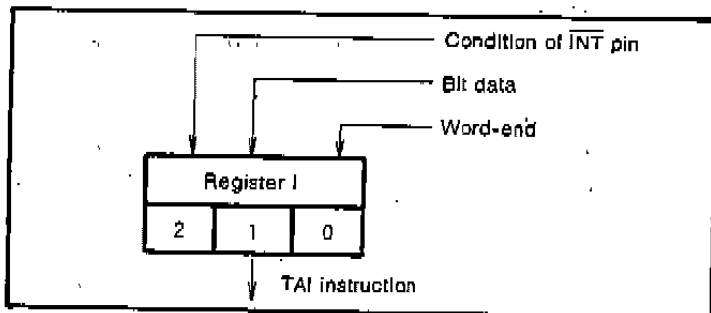 Condition of INT pin
Bit data
Word-end
Register I
2 1 0
TAI instruction